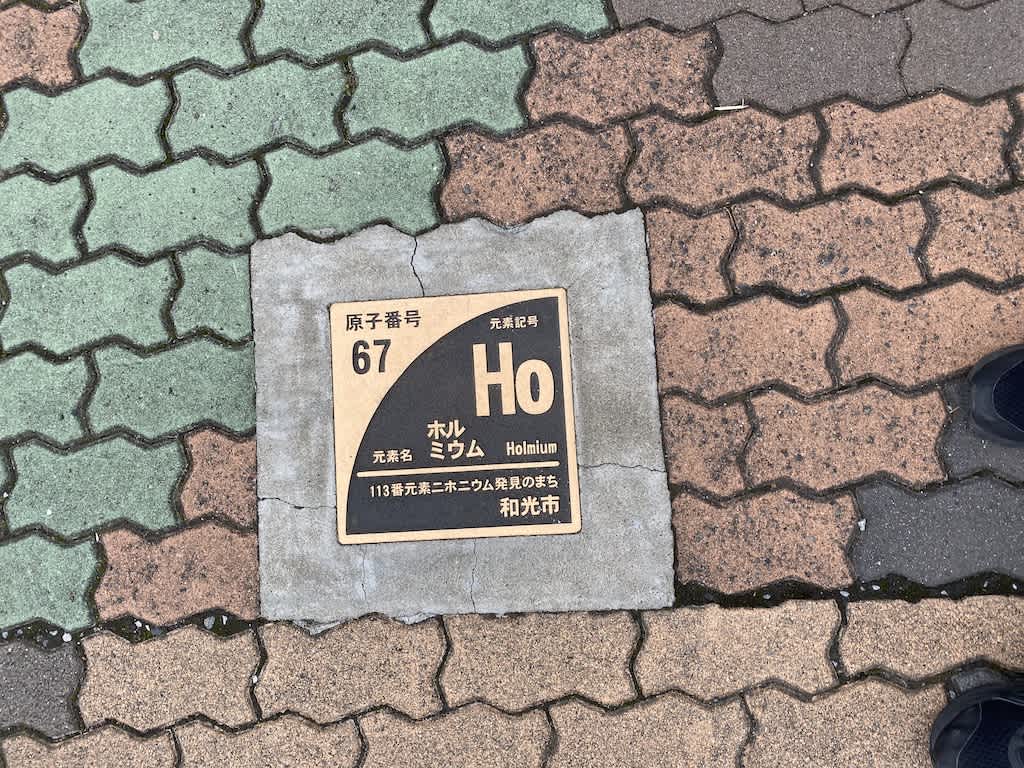 原子番号
67
元素記号
Ho
元素名
ホル
ミウム
Holmium
113番元素ニホニウム発見のまち
和光市